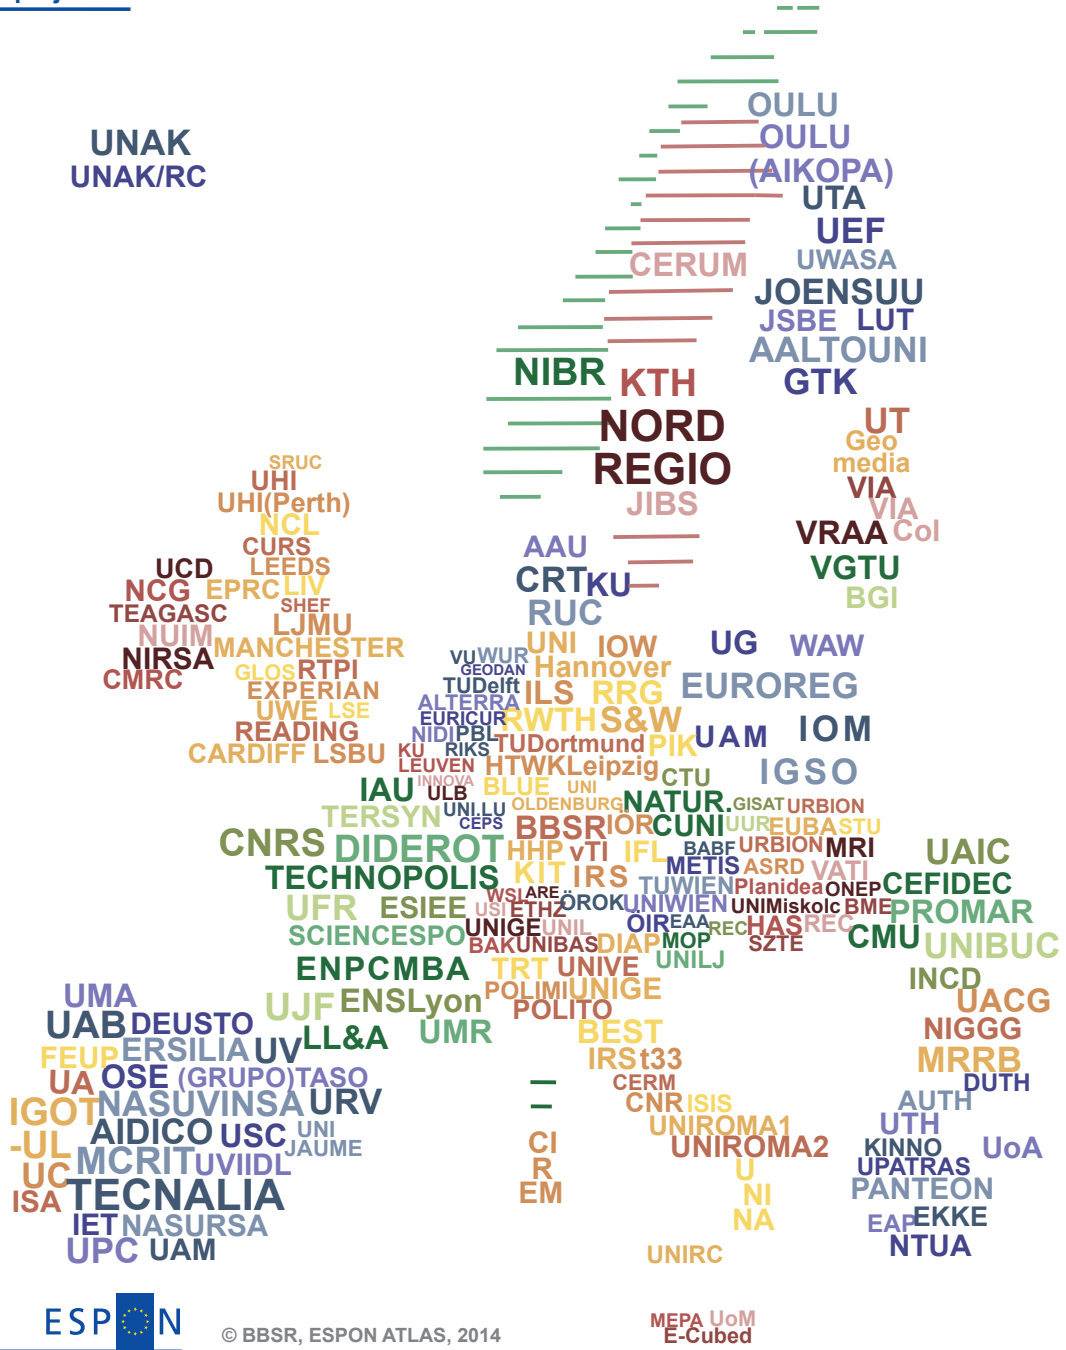 OULU
OULU
(AIKOPA)
UNAK
UNAK/RC
UTA
UEF
CERUM
UWASA
JOENSUU
JSBE LUT
AALTOUNI
NIBR
KTH
GTK
NORD
REGIO
UT
Geo
media
SRUC
UHI
UHI(Perth)
JIBS
VIA
VIA
NCL
VRAA Col
CURS
AAU
UCD
LEEDS
VGTU
NCG EPRC LIV
CRT KU
BGI
TEAGASC
SHEF
LJMU
RUC
NUIM
MANCHESTER
UNI IOW
UG WAW
NIRSA
VU WUR
Hannover
CMRC
GLOS RTPI
GEODAN
EXPERIAN
TUDelft ILS RRG
EUROREG
UWE LSE
ALTERRA
EURICUR RWTH S&W
READING
NIDI PBL
UAM IOM
CARDIFF LSBU
KU RIKS TUDortmund PIK
LEUVEN HTWKLeipzig
IGSO
INNOVA
CTU
IAU ULB BLUE UNI
OLDENBURG NATUR. GISAT URBION
TERSYN UNI.LU
CEPS
BBSR IÖR CUNI UUR EUBA STU
CNRS DIDEROT HHP vTI IFL BABF URBION MRI UAIC
METIS ASRD VATI
TECHNOPOLIS KIT IRS
TUWIEN Planidea ONEP CEFIDEC
WSL ARE
ÖROK UNIWIEN UNIMiskolc BME
UFR ESIEE USI ETHZ
PROMAR
UNIGE UNIL ÖIR EAA REC HAS REC
SCIENCESPO
BAK UNIBAS DIAP MOP SZTE CMU UNIBUC
UNILJ
ENPCMBA TRT UNIVE
INCD
UMA
POLIMI UNIGE
UACG
UJF ENSLyon
POLITO
UAB DEUSTO
LL&A UMR BEST
NIGGG
FEUP ERSILIA UV
IRS t33
MRRB
UA OSE (GRUPO)TASO
CERM
DUTH
IGOT
-UL
NASUVINSA URV
CNR ISIS
AUTH
AIDICO USC UNI
JAUME
UNIROMA1
UTH
UNIROMA2
KINNO UoA
MCRIT UVIIDL
CI
R
EM
UPATRAS
UC
U
NI
NA
PANTEON
ISA TECNALIA
IET NASURSA
EAP EKKE
UPC UAM
NTUA
UNIRC
MEPA UoM
E-Cubed
ESPON
© BBSR, ESPON ATLAS, 2014